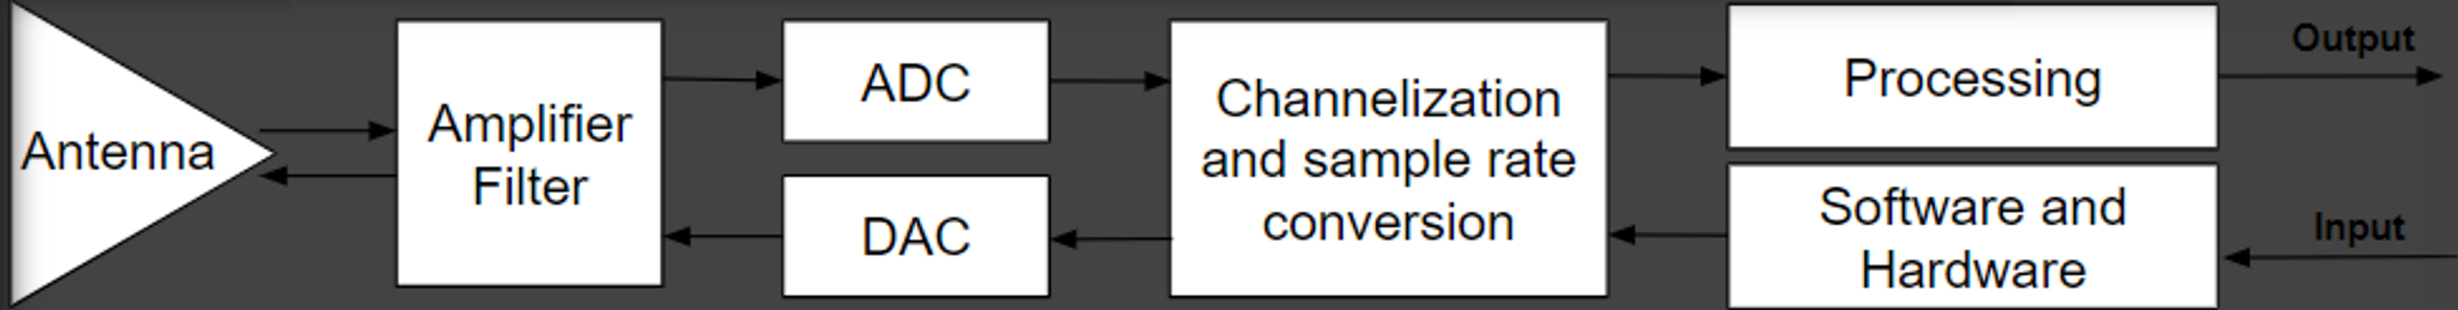 Antenna
Amplifier
Filter
ADC
DAC
Channelization
and sample rate
conversion
Processing
Software and
Hardware
Output
Input